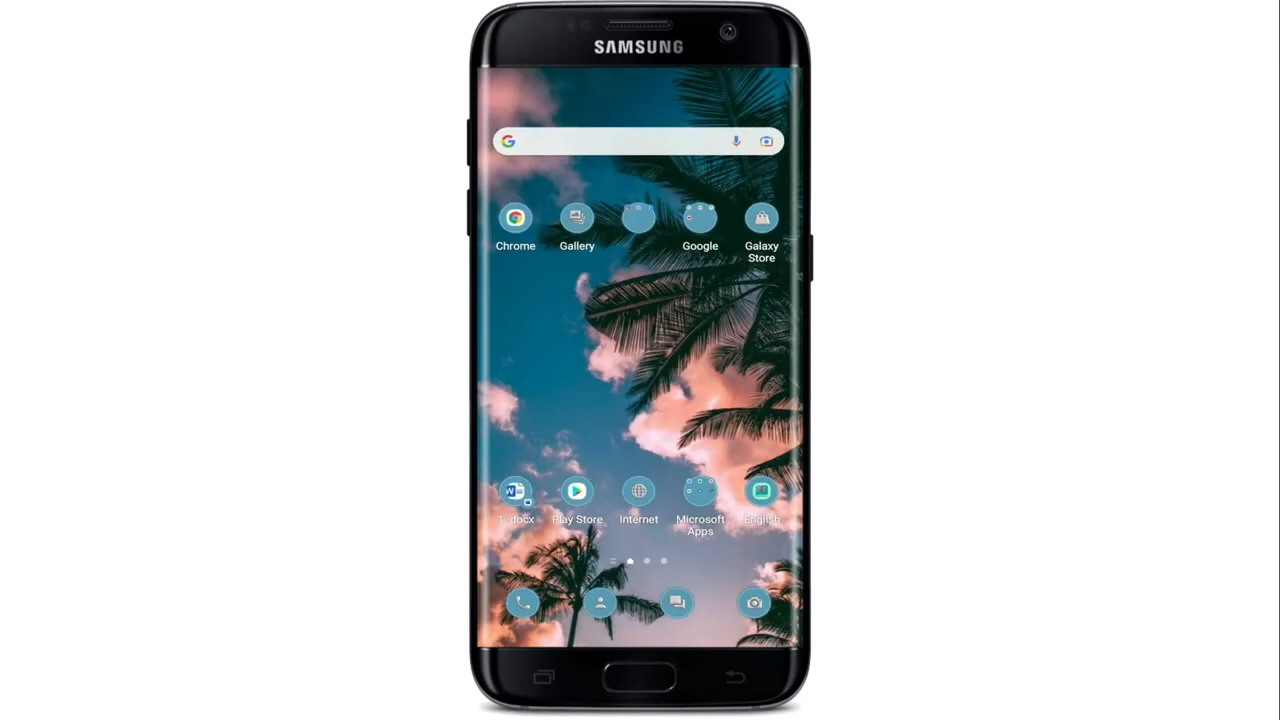 SAMSUNG
Chrome
Gallery
Google
Galaxy
Store
1 .docx
Play Store
Internet
Microsoft
Apps
English